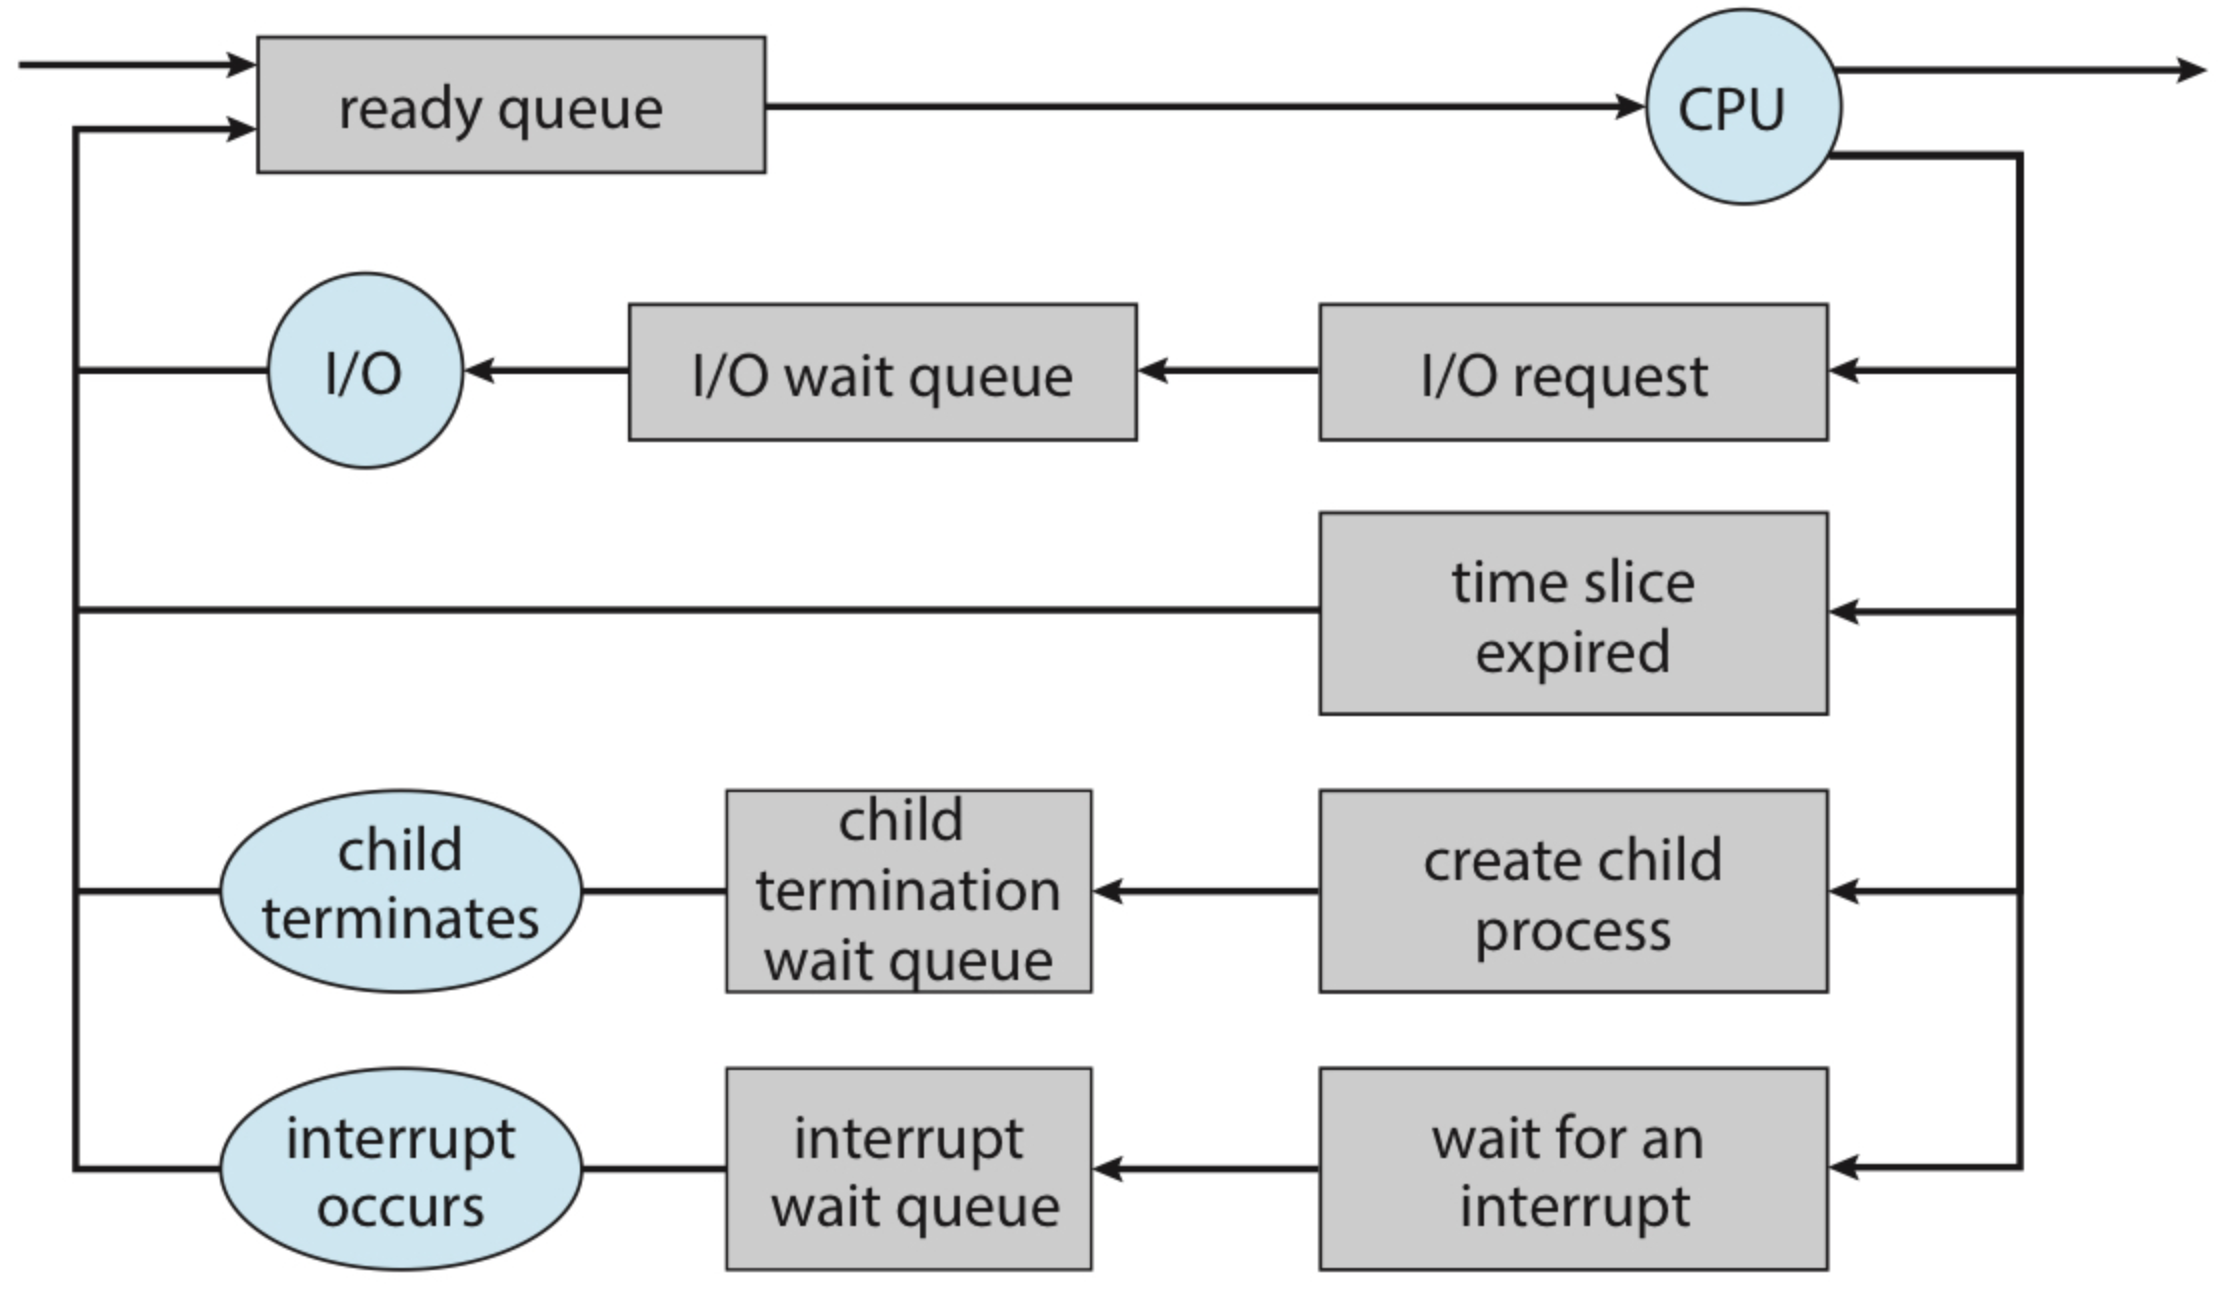 ready queue
CPU
I/O
I/O wait queue
I/O request
time slice
expired
child
terminates
child
termination
wait queue
create child
process
interrupt
occurs
interrupt
wait queue
wait for an
interrupt